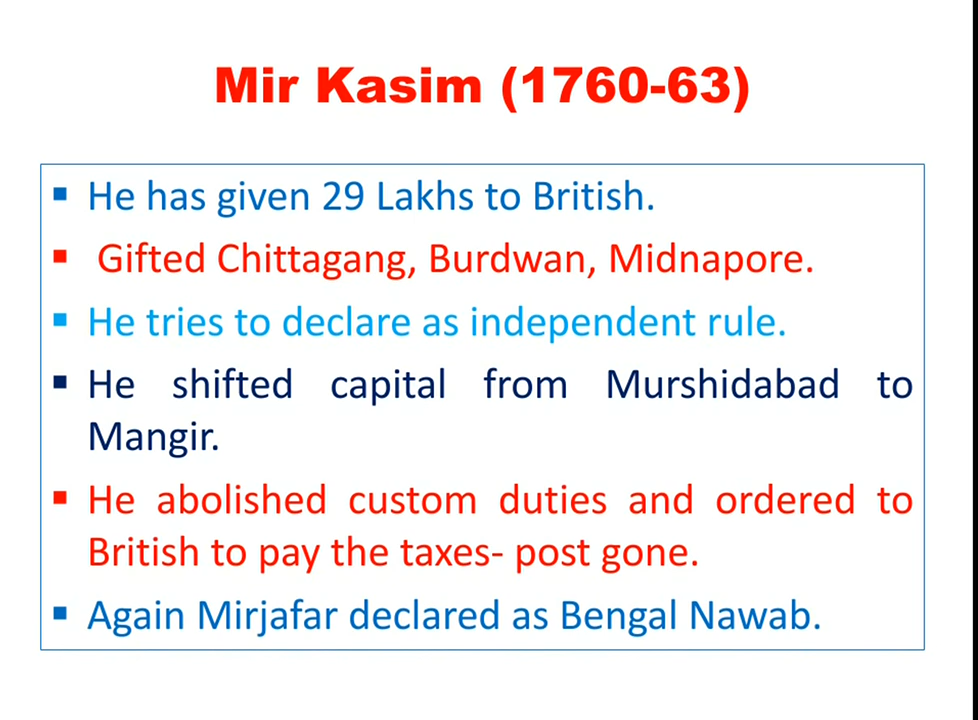 Mir Kasim (1760-63)
▪ He has given 29 Lakhs to British.
▪ Gifted Chittagang, Burdwan, Midnapore.
▪ He tries to declare as independent rule.
▪ He shifted capital from Murshidabad to
Mangir.
▪ He abolished custom duties and ordered to
British to pay the taxes- post gone.
▪ Again Mirjafar declared as Bengal Nawab.